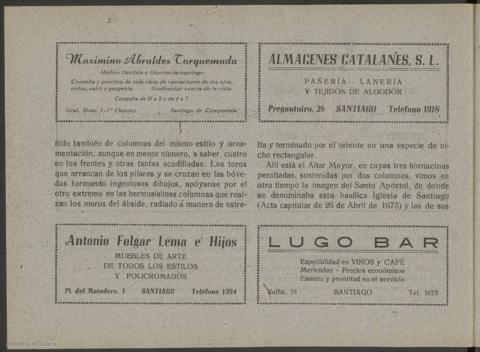 Maximino Abraldes Torquemada
Médico Oculista y Otorrinolaringólogo
Consulta y práctica de toda clase de operaciones de los ojos,
oídos, nariz y garganta - Graduación exacta de la vista.
Consulta de 11 a 2 y de 4 a 7
Gral. Mola, 1-1.º (Senra) Santiago de Compostela
ALMACENES CATALANES, S. L.
PAÑERIA - LANERÍA
Y TEJIDOS DE ALGODÓN
Preguntoiro, 28 SANTIAGO Teléfono 1918
ñido también de columnas del mismo estilo y orna-
mentación, aunque en menor número, a saber, cuatro
en los frentes y otras tantas acodilladas. Los toros
que arrancan de los pilares y se cruzan en las bóve-
das formando ingeniosos dibujos, apóyanse por el
otro extremo en las hermosísimas columnas que real-
zan los muros del ábside, radiado á manera de estre-
lla y terminado por el oriente en una especie de ni-
cho rectangular.
Allí está el Altar Mayor, en cuyas tres hornacinas
peraltadas, sostenidas por dos columnas, vimos en
otro tiempo la imagen del Santo Apóstol, de donde
se denominaba esta basílica Iglesia de Santiago
(Acta capitular de 26 de Abril de 1675) y las de sus
Antonio Folgar Lema e Hijos
MUEBLES DE ARTE
DE TODOS LOS ESTILOS
Y POLICROMADOS
Pl. del Matadero, 1 SANTIAGO Teléfono 1394
LUGO BAR
Especialidad en VINOS y CAFÉ
Meriendas - Precios económicos
Esmero y prontitud en el servicio
Raíña, 18 SANTIAGO Tel. 1675